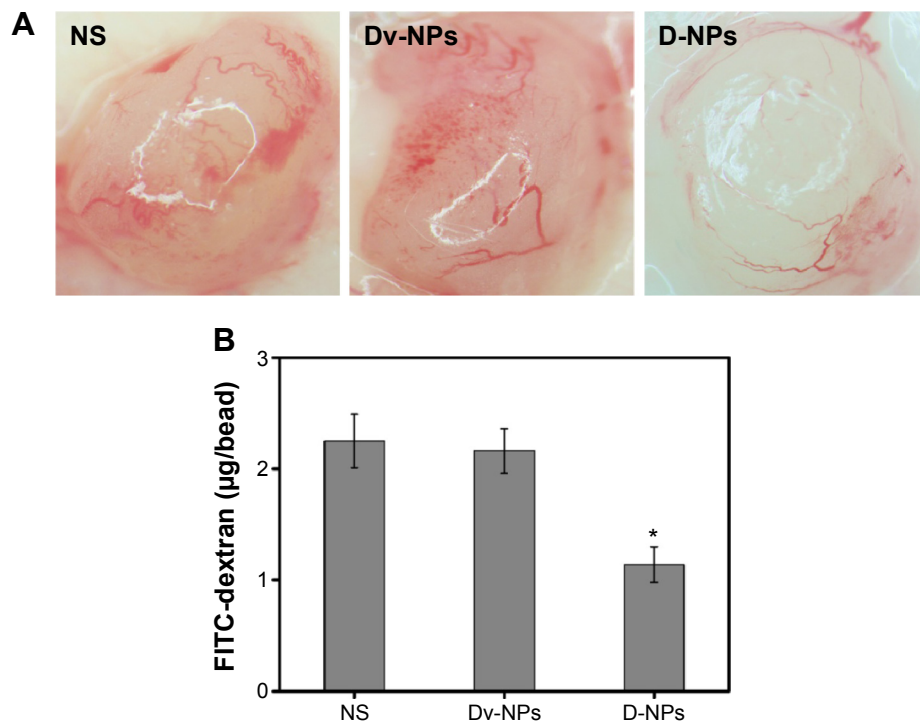 A
NS
Dv-NPs
D-NPs
B
FITC-dextran (μg/bead)
3
2
1
0
*
NS
Dv-NPs
D-NPs